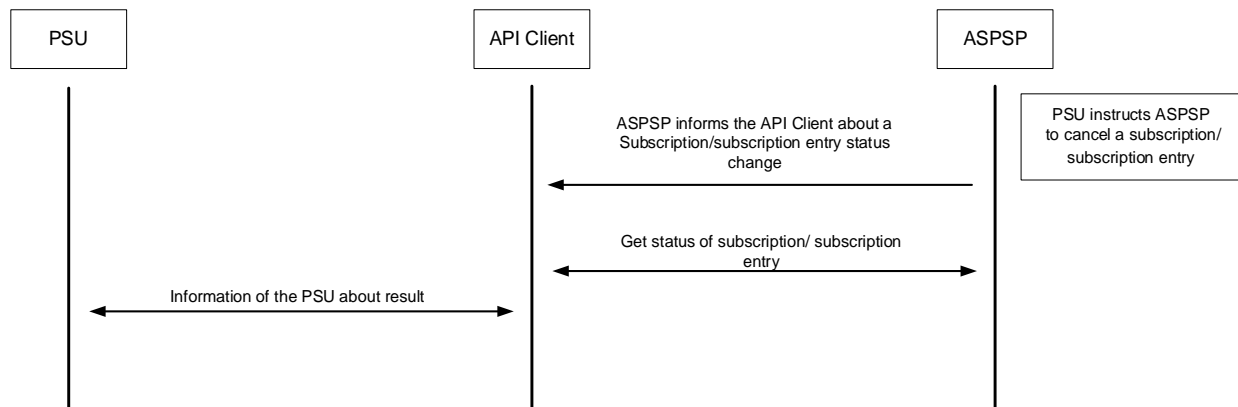 PSU
API Client
ASPSP
PSU instructs ASPSP
to cancel a subscription/
subscription entry
ASPSP informs the API Client about a
Subscription/subscription entry status
change
Get status of subscription/ subscription
entry
Information of the PSU about result